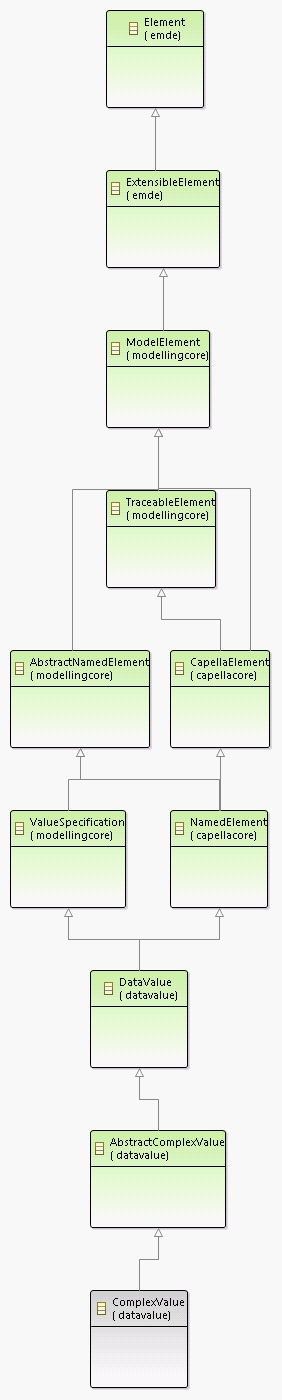 Element
( emde)
ExtensibleElement
( emde)
ModelElement
( modellingcore)
TraceableElement
( modellingcore)
AbstractNamedElement
( modellingcore)
CapellaElement
( capellacore)
ValueSpecification
( modellingcore)
NamedElement
( capellacore)
DataValue
( datavalue)
AbstractComplexValue
( datavalue)
ComplexValue
( datavalue)